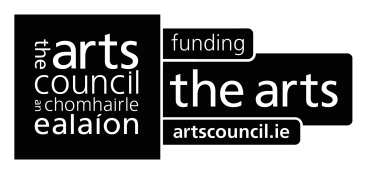 the arts
council
an chomhairle
ealaíon
funding
the arts
artscouncil.ie